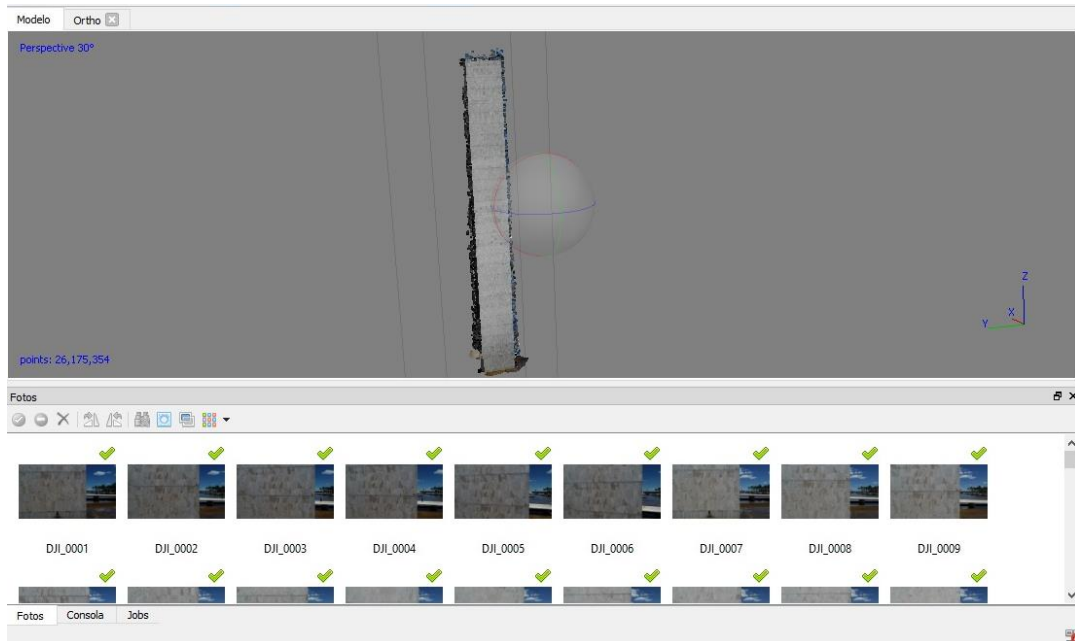 Modelo Ortho
Perspective 30°
Z
X
Y
points: 26,175,354
Fotos
DJI_0001 DJI_0002 DJI_0003 DJI_0004 DJI_0005 DJI_0006 DJI_0007 DJI_0008 DJI_0009
Fotos Consola Jobs